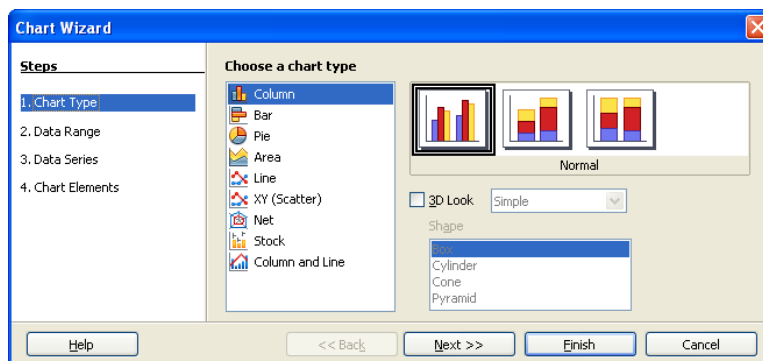 Chart Wizard
Steps
1. Chart Type
2. Data Range
3. Data Series
4. Chart Elements
Choose a chart type
Column
Bar
Pie
Area
Line
XY (Scatter)
Net
Stock
Column and Line
Normal
3D Look
Simple
Shape
Box
Cylinder
Cone
Pyramid
Help
<< Back
Next >>
Finish
Cancel